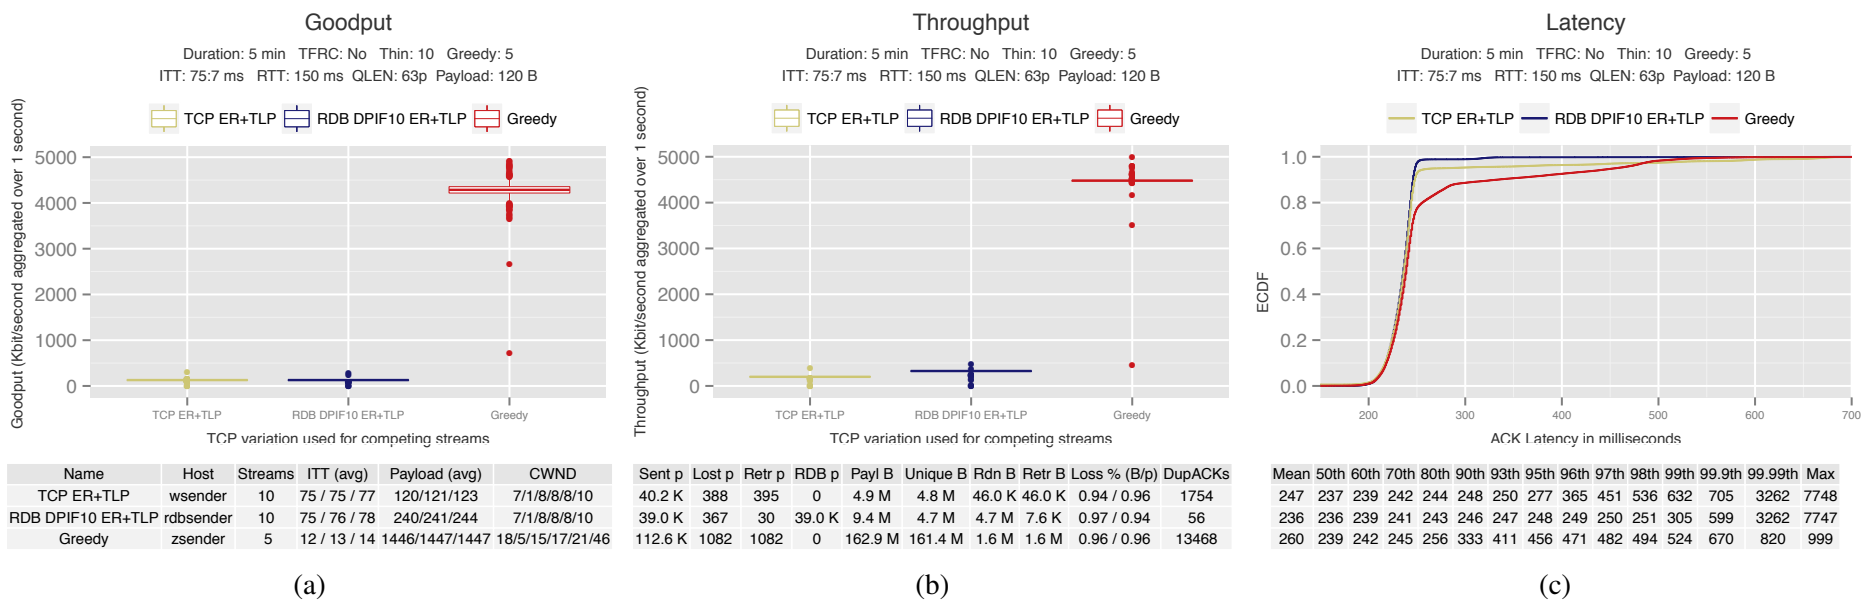 Goodput
Duration: 5 min TFRC: No Thin: 10 Greedy: 5
ITT: 75:7 ms RTT: 150 ms QLEN: 63p Payload: 120 B
TCP ER+TLP RDB DPIF10 ER+TLP Greedy
Goodput (Kbit/second aggregated over 1 second)
5000
4000
3000
2000
1000
0
TCP ER+TLP RDB DPIF10 ER+TLP Greedy
TCP variation used for competing streams
Name Host Streams ITT (avg) Payload (avg) CWND
TCP ER+TLP wsender 10 75 / 75 / 77 120/121/123 7/1/8/8/8/10
RDB DPIF10 ER+TLP rdbsender 10 75 / 76 / 78 240/241/244 7/1/8/8/8/10
Greedy zsender 5 12 / 13 / 14 1446/1447/1447 18/5/15/17/21/46
(a)
Throughput
Duration: 5 min TFRC: No Thin: 10 Greedy: 5
ITT: 75:7 ms RTT: 150 ms QLEN: 63p Payload: 120 B
TCP ER+TLP RDB DPIF10 ER+TLP Greedy
Throughput (Kbit/second aggregated over 1 second)
5000
4000
3000
2000
1000
0
TCP ER+TLP RDB DPIF10 ER+TLP Greedy
TCP variation used for competing streams
Sent p Lost p Retr p RDB p Payl B Unique B Rdn B Retr B Loss % (B/p) DupACKs
40.2 K 388 395 0 4.9 M 4.8 M 46.0 K 46.0 K 0.94 / 0.96 1754
39.0 K 367 30 39.0 K 9.4 M 4.7 M 4.7 M 7.6 K 0.97 / 0.94 56
112.6 K 1082 1082 0 162.9 M 161.4 M 1.6 M 1.6 M 0.96 / 0.96 13468
(b)
Latency
Duration: 5 min TFRC: No Thin: 10 Greedy: 5
ITT: 75:7 ms RTT: 150 ms QLEN: 63p Payload: 120 B
TCP ER+TLP RDB DPIF10 ER+TLP Greedy
ECDF
1.0
0.8
0.6
0.4
0.2
0.0
200 300 400 500 600 700
ACK Latency in milliseconds
Mean 50th 60th 70th 80th 90th 93th 95th 96th 97th 98th 99th 99.9th 99.99th Max
247 237 239 242 244 248 250 277 365 451 536 632 705 3262 7748
236 236 239 241 243 246 247 248 249 250 251 305 599 3262 7747
260 239 242 245 256 333 411 456 471 482 494 524 670 820 999
(c)